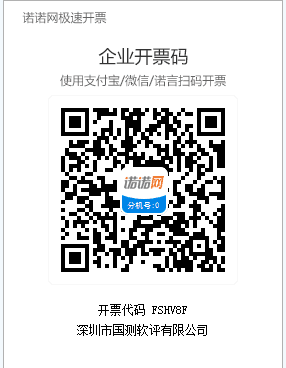 诺诺网极速开票
企业开票码
使用支付宝/微信/诺言扫码开票
诺诺网
分机号:0
开票代码 FSHV8F
深圳市国测软评有限公司